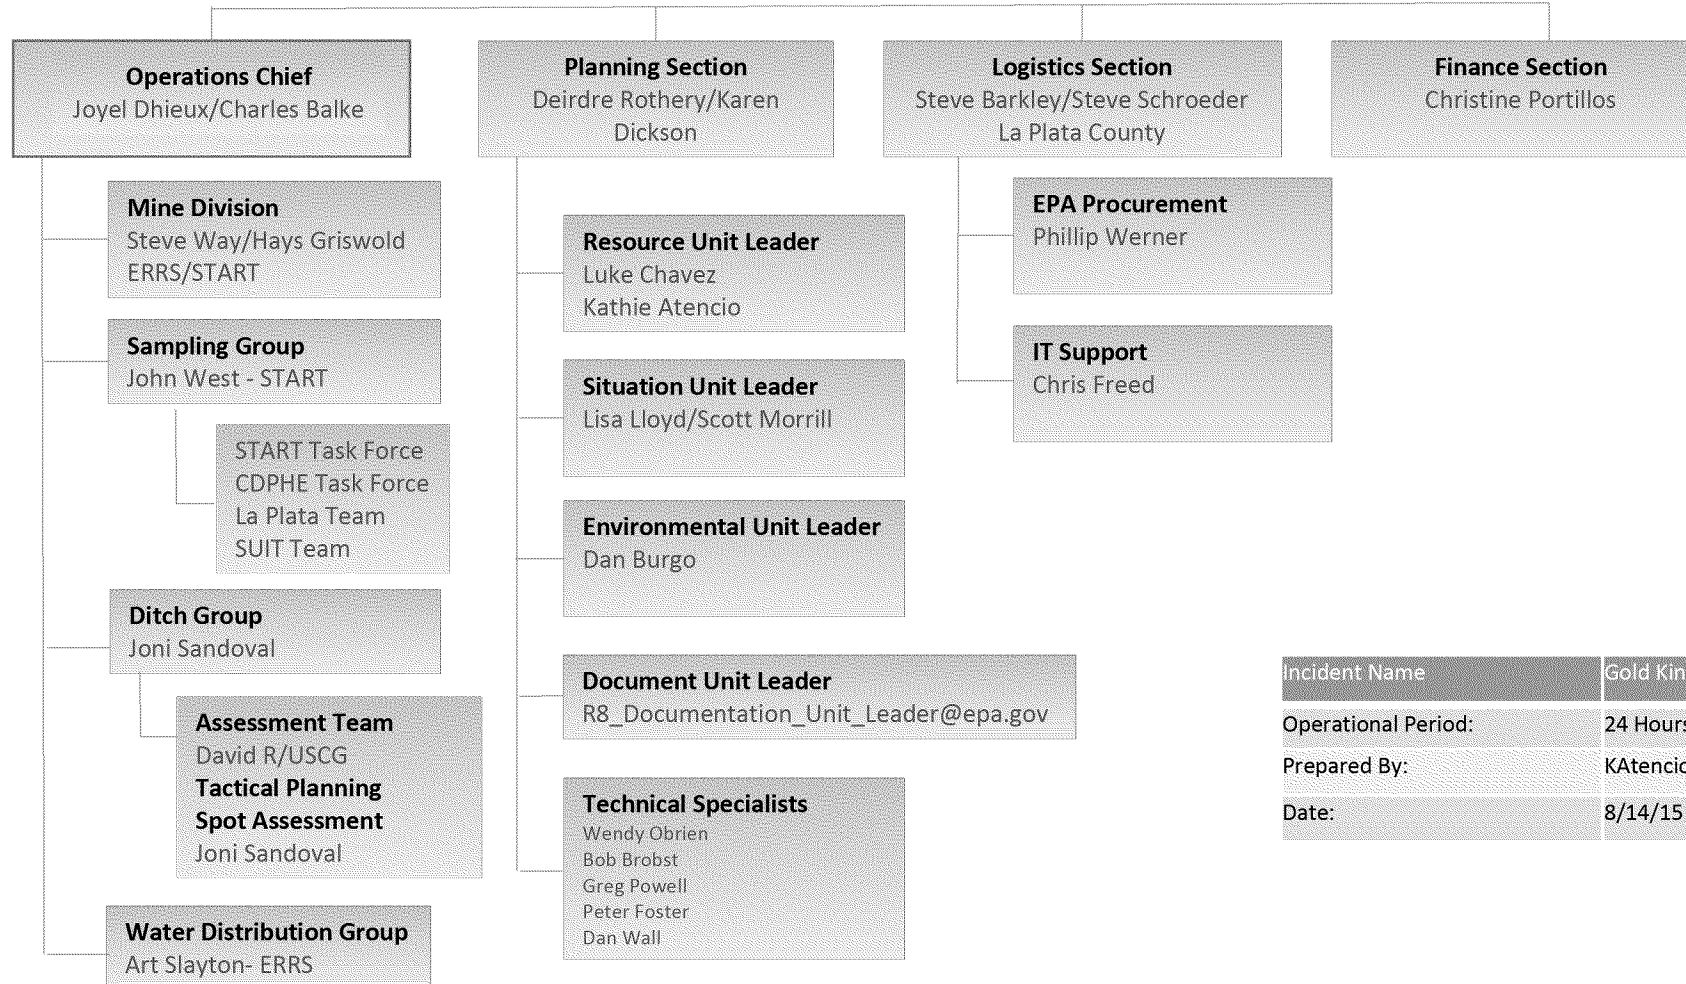 Operations Chief
Joyel Dhieux/Charles Balke
Mine Division
Steve Way/Hays Griswold
ERRS/START
Sampling Group
John West - START
START Task Force
CDPHE Task Force
La Plata Team
SUIT Team
Ditch Group
Joni Sandoval
Assessment Team
David R/USCG
Tactical Planning
Spot Assessment
Joni Sandoval
Water Distribution Group
Art Slayton- ERRS
Planning Section
Deirdre Rothery/Karen
Dickson
Resource Unit Leader
Luke Chavez
Kathie Atencio
Situation Unit Leader
Lisa Lloyd/Scott Morrill
Environmental Unit Leader
Dan Burgo
Document Unit Leader
R8_Documentation_Unit_Leader@epa.gov
Technical Specialists
Wendy Obrien
Bob Brobst
Greg Powell
Peter Foster
Dan Wall
Logistics Section
Steve Barkley/Steve Schroeder
La Plata County
EPA Procurement
Phillip Werner
IT Support
Chris Freed
Finance Section
Christine Portillos
Incident Name Gold Kin
Operational Period: 24 Hours
Prepared By: KAtencio
Date: 8/14/15